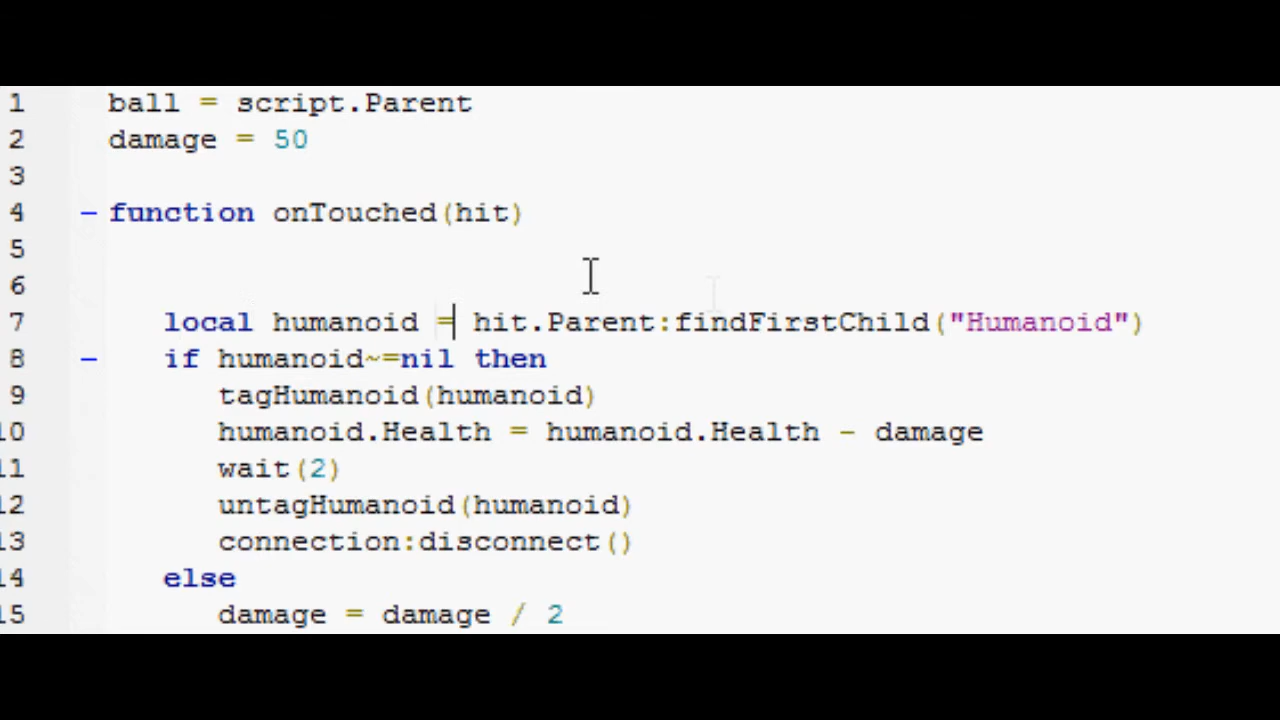 1 ball = script.Parent
2 damage = 50
3
4 - function onTouched(hit)
5
6
7 local humanoid = hit.Parent:findFirstChild("Humanoid")
8 - if humanoid~=nil then
9 tagHumanoid(humanoid)
10 humanoid.Health = humanoid.Health - damage
11 wait(2)
12 untagHumanoid(humanoid)
13 connection:disconnect()
14 else
15 damage = damage / 2